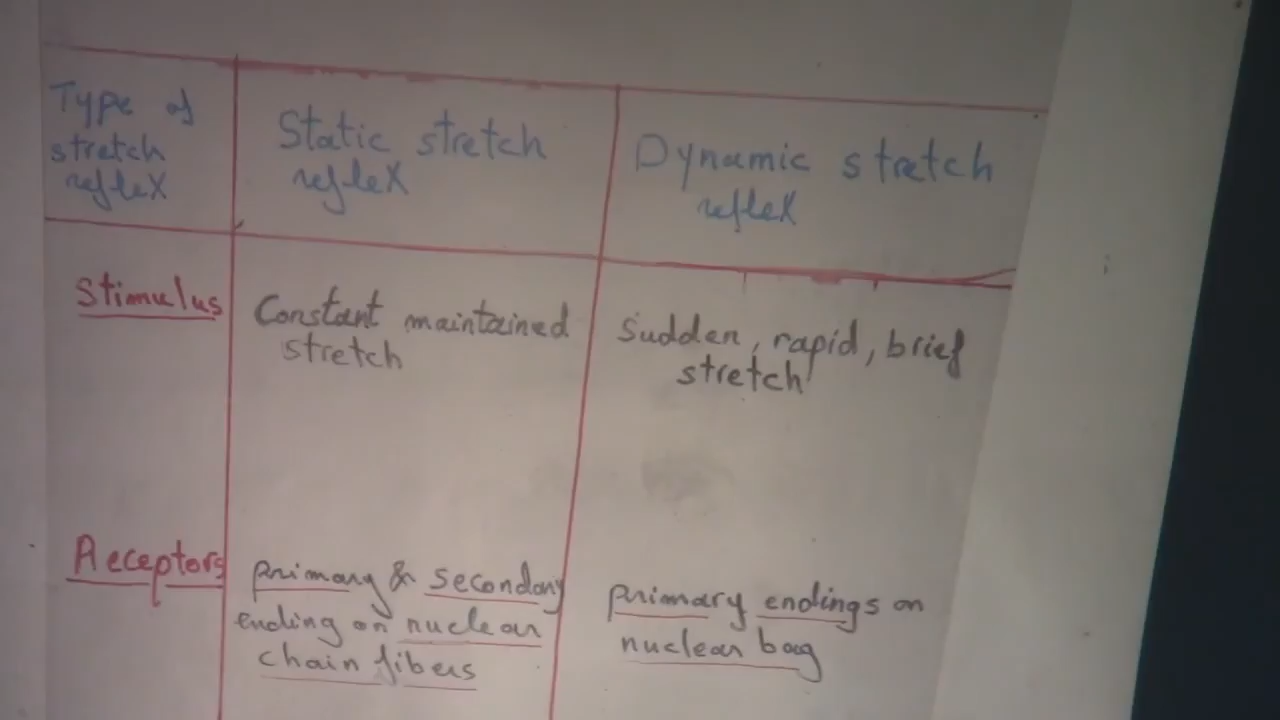 Type of
stretch
reflex
Static stretch
reflex
Dynamic stretch
reflex
Stimulus
Constant maintained
stretch
Sudden, rapid, brief
stretch
Receptors
primary & secondary
ending on nuclear
chain fibers
primary endings on
nuclear bag